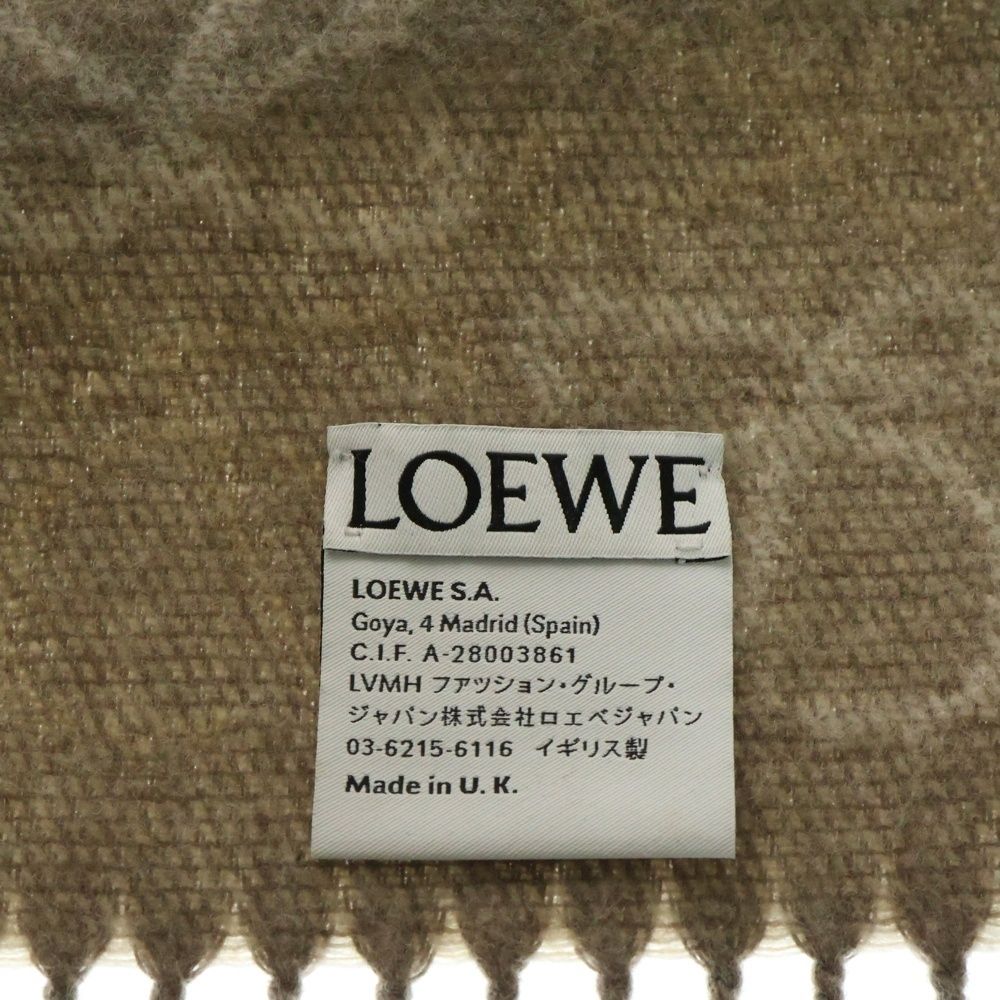 LOEWE
LOEWE S.A.
Goya, 4 Madrid (Spain)
C.I.F. A-28003861
LVMH ファッション・グループ・
ジャパン株式会社ロエベジャパン
03-6215-6116 イギリス製
Made in U. K.